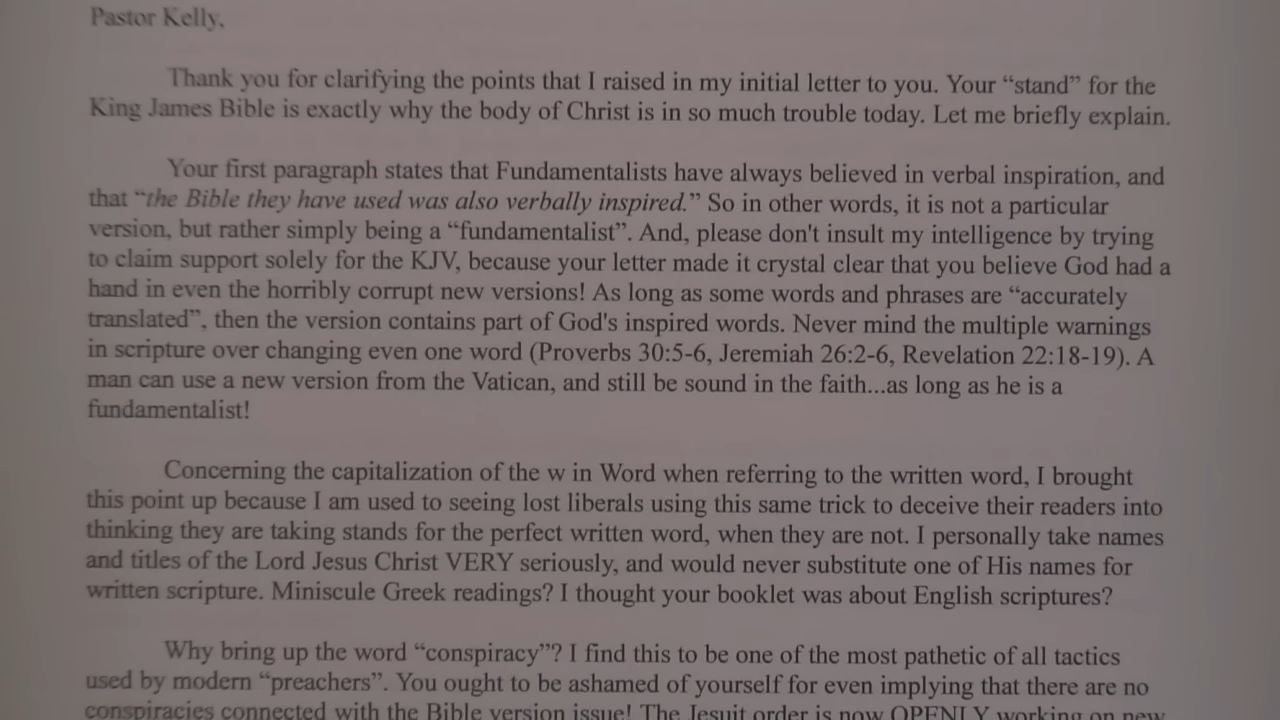 Pastor Kelly,
Thank you for clarifying the points that I raised in my initial letter to you. Your “stand” for the
King James Bible is exactly why the body of Christ is in so much trouble today. Let me briefly explain.
Your first paragraph states that Fundamentalists have always believed in verbal inspiration, and
that “the Bible they have used was also verbally inspired.” So in other words, it is not a particular
version, but rather simply being a “fundamentalist”. And, please don't insult my intelligence by trying
to claim support solely for the KJV, because your letter made it crystal clear that you believe God had a
hand in even the horribly corrupt new versions! As long as some words and phrases are “accurately
translated”, then the version contains part of God's inspired words. Never mind the multiple warnings
in scripture over changing even one word (Proverbs 30:5-6, Jeremiah 26:2-6, Revelation 22:18-19). A
man can use a new version from the Vatican, and still be sound in the faith...as long as he is a
fundamentalist!
Concerning the capitalization of the w in Word when referring to the written word, I brought
this point up because I am used to seeing lost liberals using this same trick to deceive their readers into
thinking they are taking stands for the perfect written word, when they are not. I personally take names
and titles of the Lord Jesus Christ VERY seriously, and would never substitute one of His names for
written scripture. Miniscule Greek readings? I thought your booklet was about English scriptures?
Why bring up the word “conspiracy”? I find this to be one of the most pathetic of all tactics
used by modern “preachers”. You ought to be ashamed of yourself for even implying that there are no
conspiracies connected with the Bible version issue! The Jesuit order is now OPENLY working on new